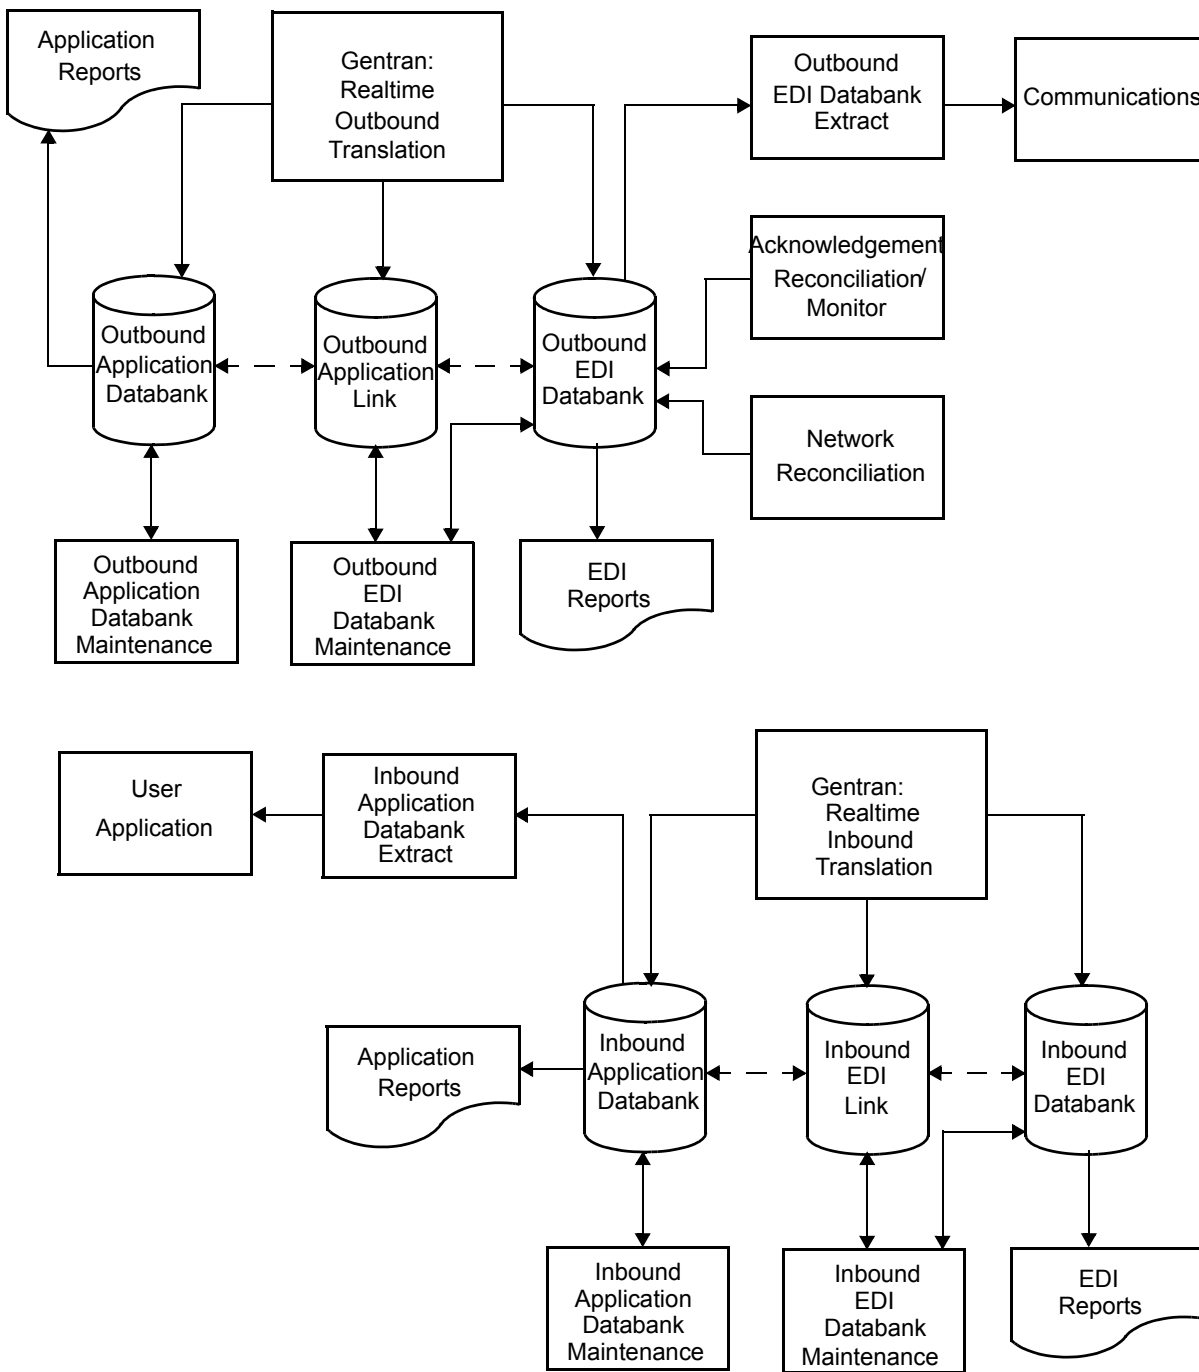 Application
Reports
Gentran:
Realtime
Outbound
Translation
Outbound
EDI Databank
Extract
Communications
Acknowledgement
Reconciliation/
Monitor
Outbound
Application
Databank
Outbound
Application
Link
Outbound
EDI
Databank
Network
Reconciliation
Outbound
Application
Databank
Maintenance
Outbound
EDI
Databank
Maintenance
EDI
Reports
User
Application
Inbound
Application
Databank
Extract
Gentran:
Realtime
Inbound
Translation
Application
Reports
Inbound
Application
Databank
Inbound
EDI
Link
Inbound
EDI
Databank
Inbound
Application
Databank
Maintenance
Inbound
EDI
Databank
Maintenance
EDI
Reports